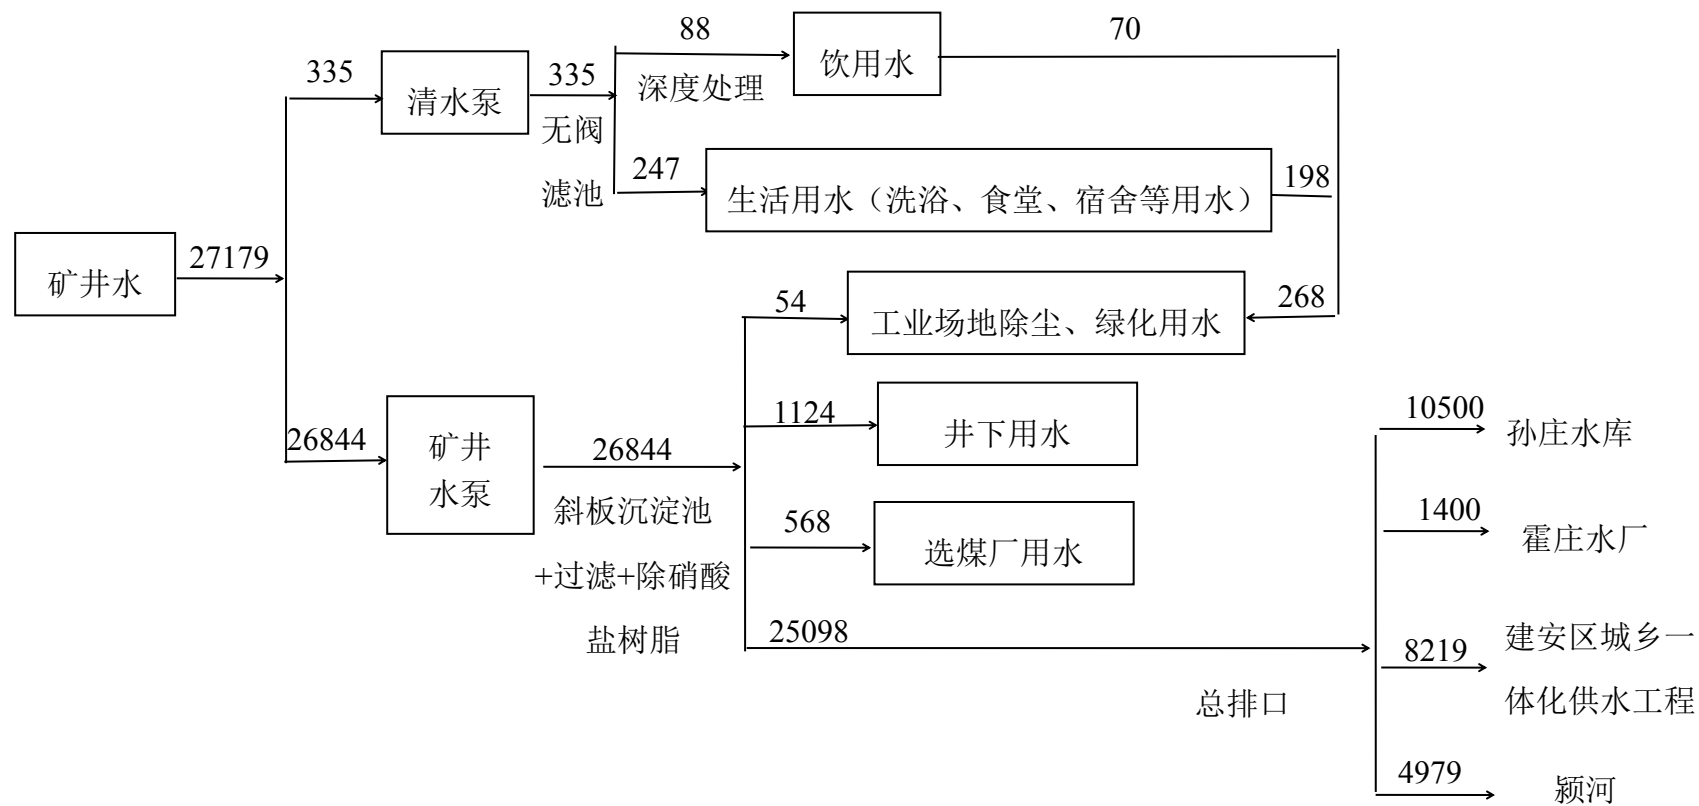 88
70
饮用水
335
清水泵
335
深度处理
无阀
滤池
247
生活用水（洗浴、食堂、宿舍等用水）
198
矿井水
27179
54
工业场地除尘、绿化用水
268
26844
矿井
水泵
26844
斜板沉淀池
+过滤+除硝酸
盐树脂
1124
井下用水
568
选煤厂用水
25098
总排口
10500
孙庄水库
1400
霍庄水厂
8219
建安区城乡一
体化供水工程
4979
颍河